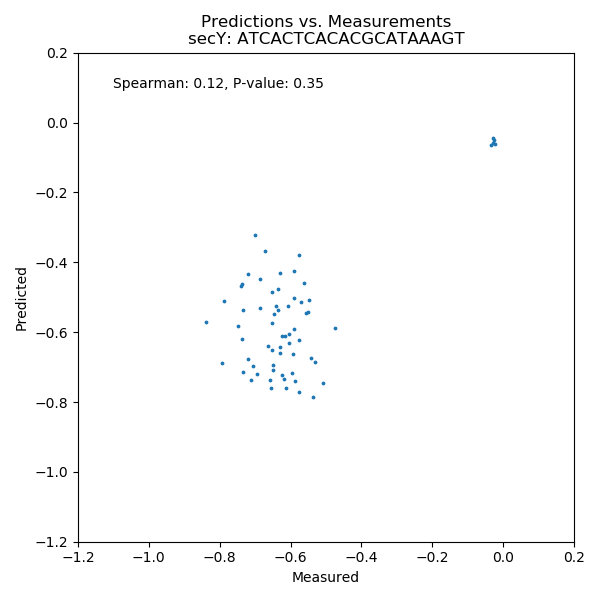 Predictions vs. Measurements
secY: ATCACTCACACGCATAAAGT
Spearman: 0.12, P-value: 0.35
0.2
0.0
−0.2
−0.4
−0.6
−0.8
−1.0
−1.2
Predicted
−1.2 −1.0 −0.8 −0.6 −0.4 −0.2 0.0 0.2
Measured